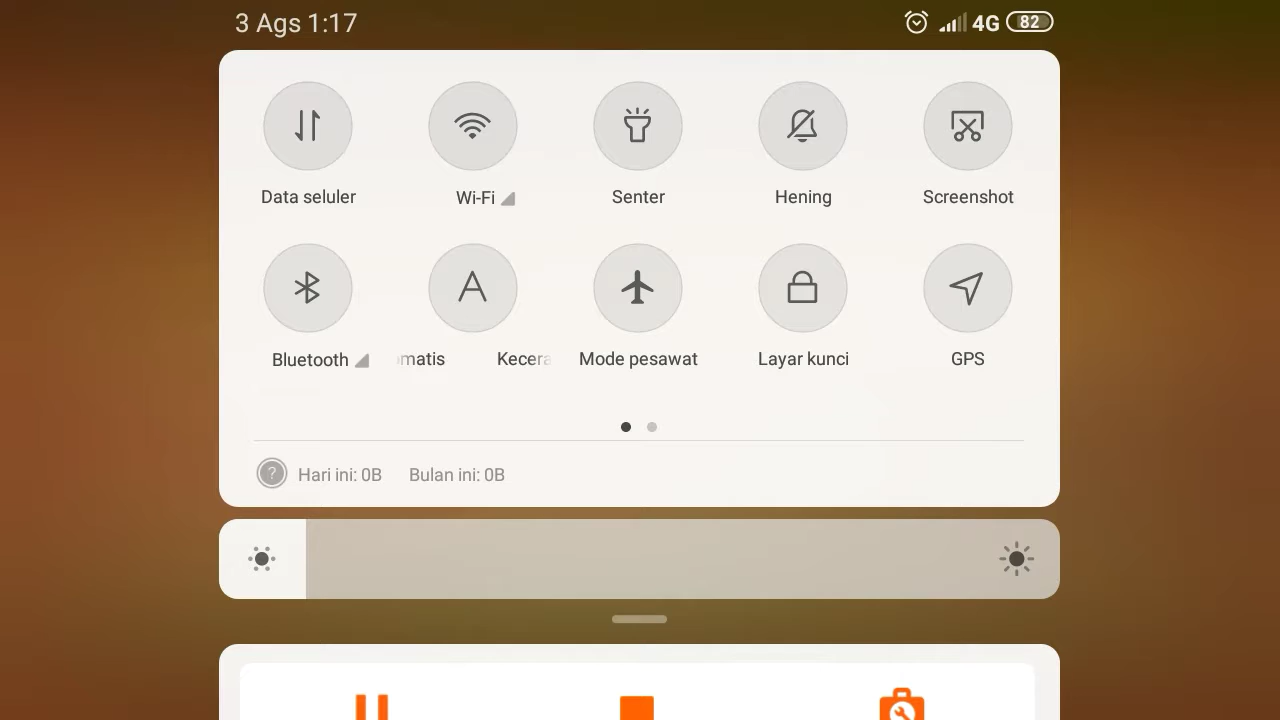 3 Ags 1:17
4G 82
Data seluler Wi-Fi Senter Hening Screenshot
Bluetooth matis Kecera Mode pesawat Layar kunci GPS
? Hari ini: 0B Bulan ini: 0B